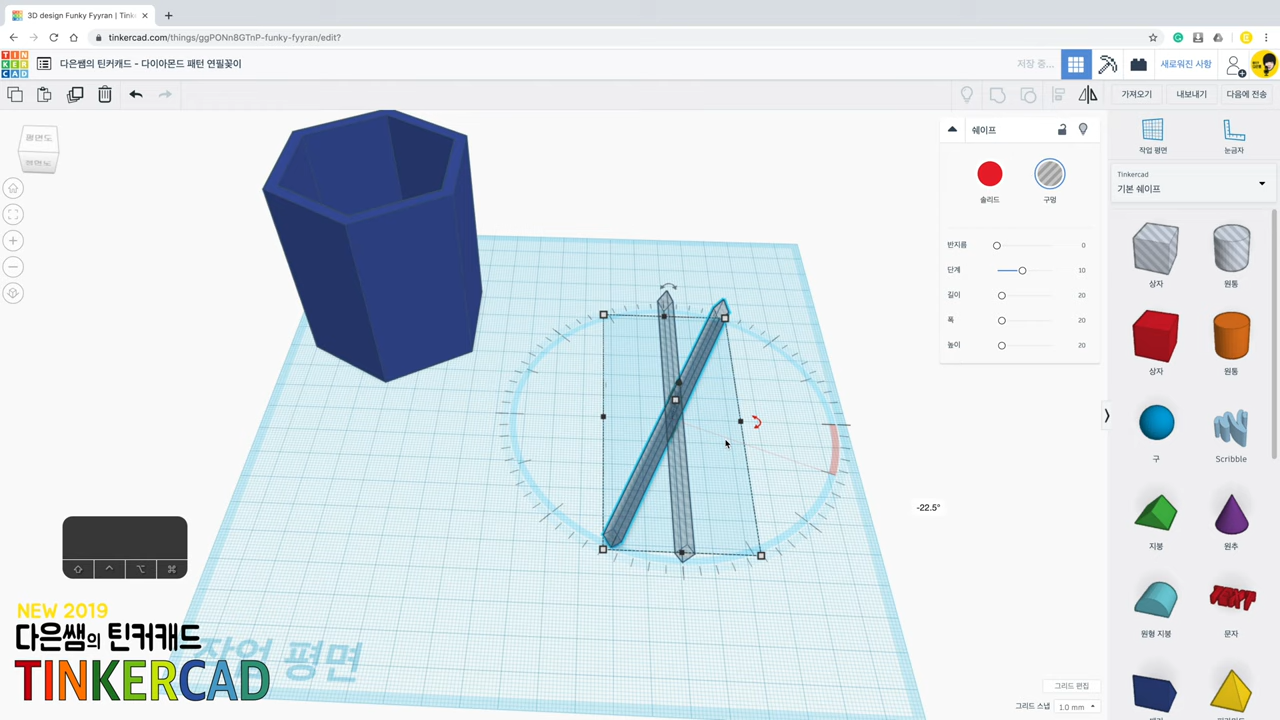 3D design Funky Fyyran | Tink
tinkercad.com/things/ggPONn8GTnP-funky-fyyran/edit?
TIN
KER
CAD
다은쌤의 틴커캐드 - 다이아몬드 패턴 연필꽂이
저장 중...
새로워진 사항
가져오기
내보내기
다음에 전송
평면도
쉐이프
솔리드
구멍
반지름
0
단계
10
길이
20
폭
20
높이
20
작업 평면
눈금자
Tinkercad
기본 쉐이프
상자
원통
상자
원통
구
Scribble
지붕
원추
원형 지붕
문자
-22.5°
작업 평면
그리드 편집
그리드 스냅
1.0 mm
NEW 2019
다은쌤의 틴커캐드
TINKERCAD